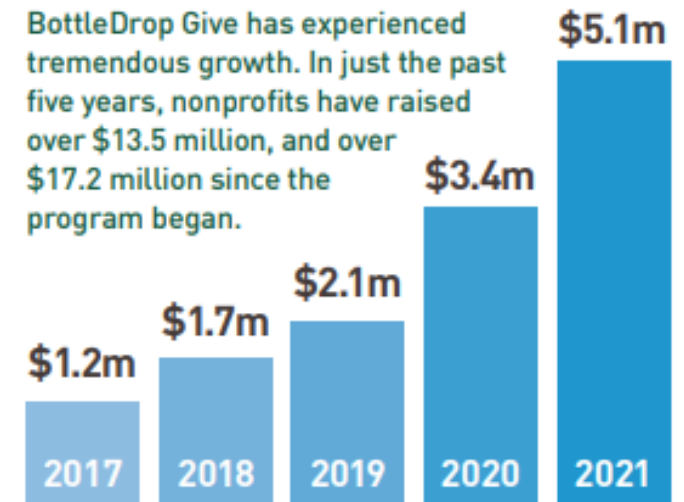 BottleDrop Give has experienced
tremendous growth. In just the past
five years, nonprofits have raised
over $13.5 million, and over
$17.2 million since the
program began.
$1.2m
$1.7m
$2.1m
$3.4m
$5.1m
2017
2018
2019
2020
2021